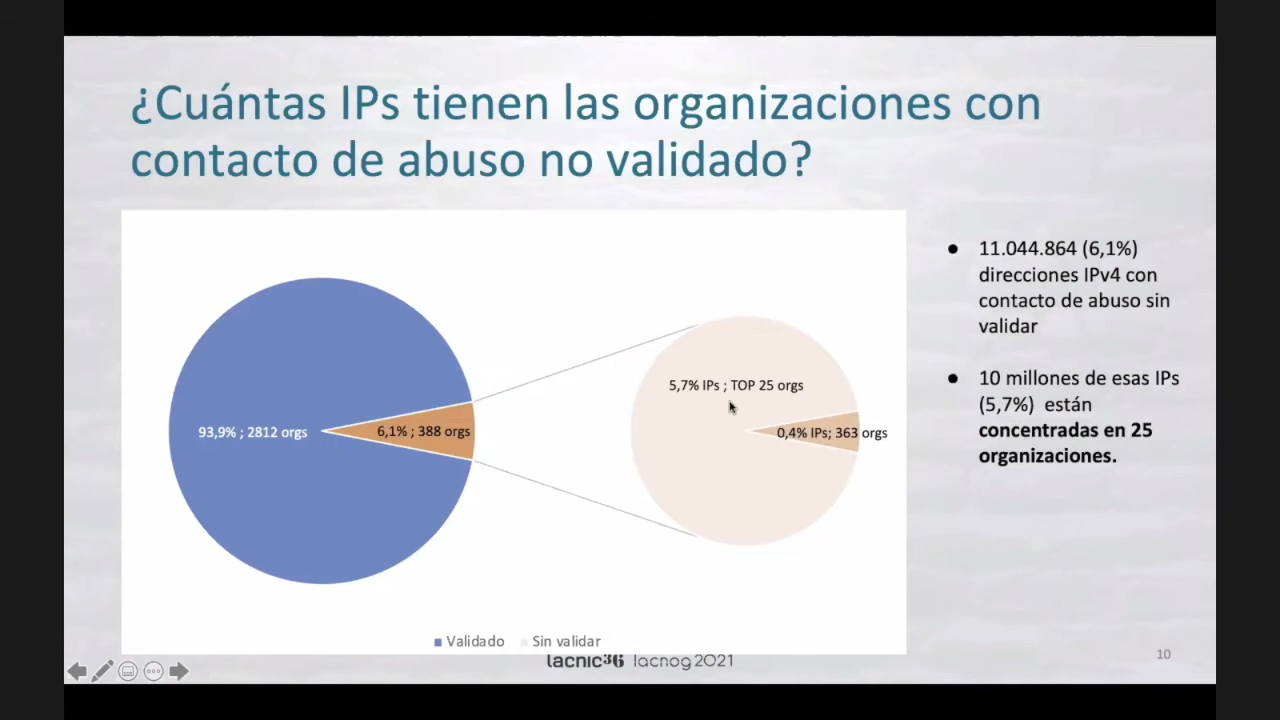 ¿Cuántas IPs tienen las organizaciones con
contacto de abuso no validado?
93,9% ; 2812 orgs
6,1% ; 388 orgs
5,7% IPs ; TOP 25 orgs
0,4% IPs; 363 orgs
Validado
Sin validar
● 11.044.864 (6,1%)
direcciones IPv4 con
contacto de abuso sin
validar
● 10 millones de esas IPs
(5,7%) están
concentradas en 25
organizaciones.
lacnic36 lacnog2021
10